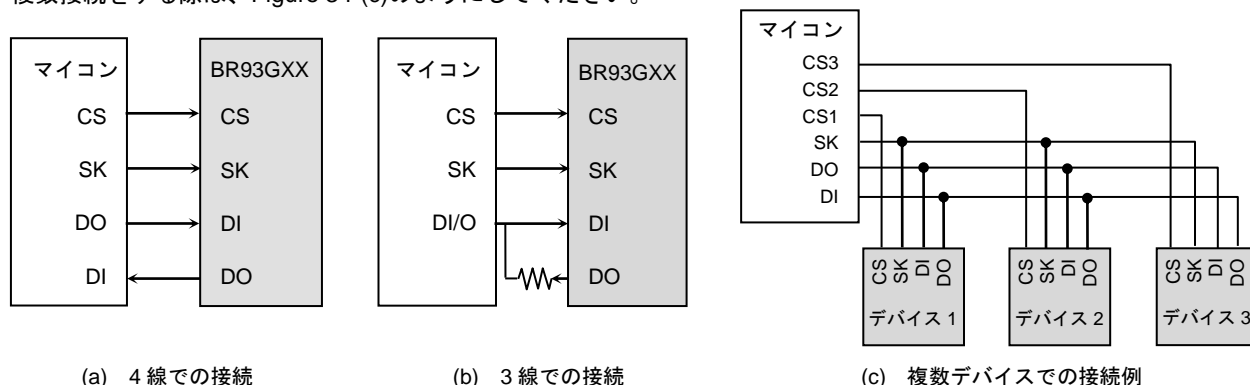 複数接続をする際は、Figure 34 (c)のようにしてください。
マイコン
BR93GXX
CS
CS
SK
SK
DO
DI
DI
DO
(a) 4 線での接続
マイコン
BR93GXX
CS
CS
SK
SK
DI/O
DI
DO
(b) 3 線での接続
マイコン
CS3
CS2
CS1
SK
DO
DI
CS
SK
DI
DO
デバイス 1
CS
SK
DI
DO
デバイス 2
CS
SK
DI
DO
デバイス 3
(c) 複数デバイスでの接続例